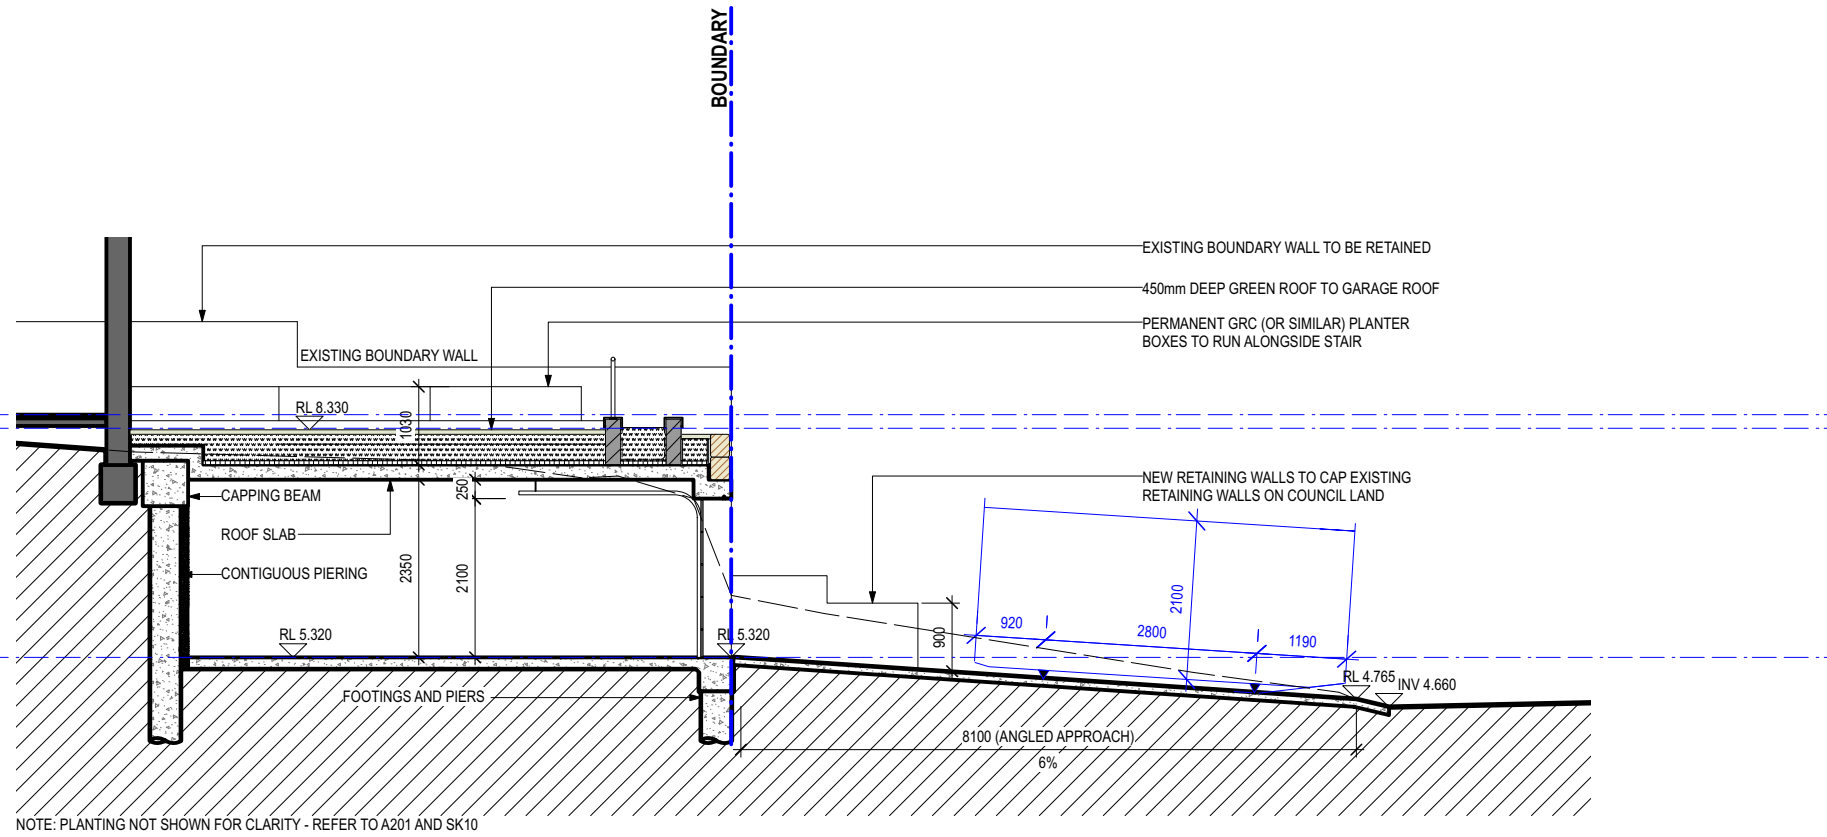 BOUNDARY
EXISTING BOUNDARY WALL TO BE RETAINED
450mm DEEP GREEN ROOF TO GARAGE ROOF
PERMANENT GRC (OR SIMILAR) PLANTER
BOXES TO RUN ALONGSIDE STAIR
EXISTING BOUNDARY WALL
RL 8.330
1030
NEW RETAINING WALLS TO CAP EXISTING
RETAINING WALLS ON COUNCIL LAND
CAPPING BEAM
250
ROOF SLAB
CONTIGUOUS PIERING
2350
2100
2100
920
2800
1190
900
RL 5.320
RL 5.320
RL 4.765
INV 4.660
FOOTINGS AND PIERS
8100 (ANGLED APPROACH)
6%
NOTE: PLANTING NOT SHOWN FOR CLARITY - REFER TO A201 AND SK10